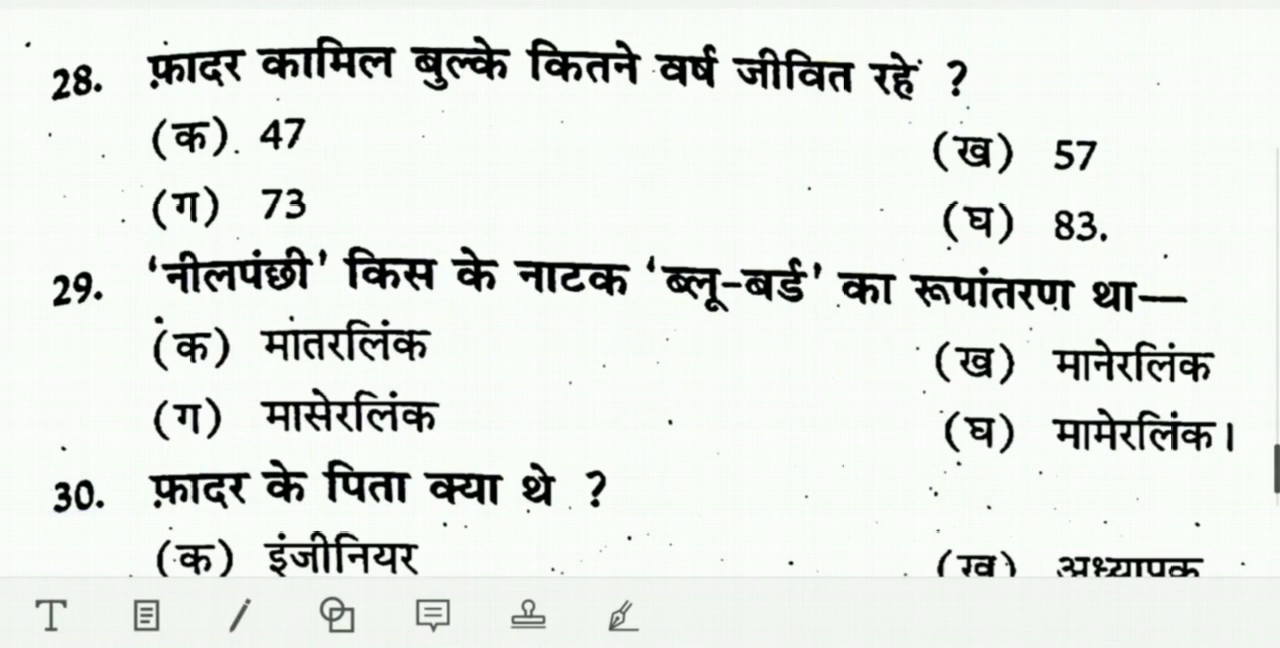 28. फ़ादर कामिल बुल्के कितने वर्ष जीवित रहे ?
(क) 47 (ख) 57
(ग) 73 (घ) 83.
29. 'नीलपंछी' किस के नाटक 'ब्लू-बर्ड' का रूपांतरण था—
(क) मांतरलिंक (ख) मानेरलिंक
(ग) मासेरलिंक (घ) मामेरलिंक।
30. फ़ादर के पिता क्या थे ?
(क) इंजीनियर (ख) अध्यापक
T